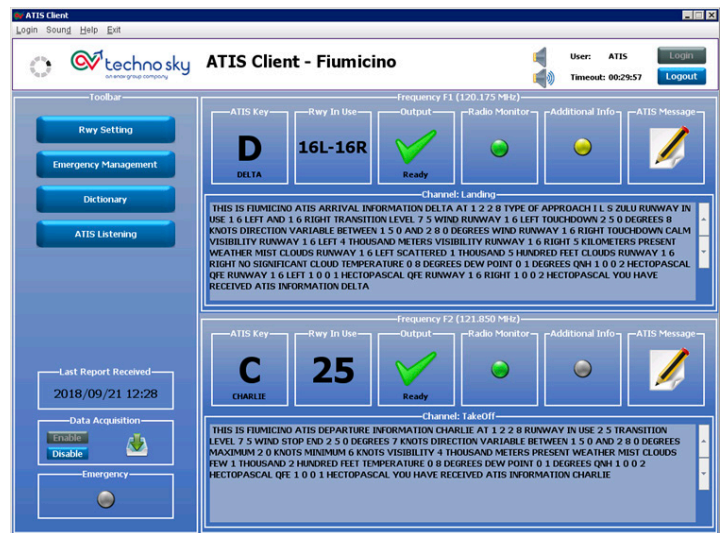 ATIS Client
Login Sound Help Exit
techno sky
an enav group company
ATIS Client - Fiumicino
User: ATIS
Login
Timeout: 00:29:57
Logout
Toolbar
Rwy Setting
Emergency Management
Dictionary
ATIS Listening
Last Report Received
2018/09/21 12:28
Data Acquisition
Enable
Disable
Emergency
Frequency F1 (120.175 MHz)
ATIS Key
Rwy In Use
Output
Radio Monitor
Additional Info
ATIS Message
D
DELTA
16L-16R
Ready
Channel: Landing
THIS IS FIUMICINO ATIS ARRIVAL INFORMATION DELTA AT 1 2 2 8 TYPE OF APPROACH I L S ZULU RUNWAY IN
USE 1 6 LEFT AND 1 6 RIGHT TRANSITION LEVEL 7 5 WIND RUNWAY 1 6 LEFT TOUCHDOWN 2 5 0 DEGREES 8
KNOTS DIRECTION VARIABLE BETWEEN 1 5 0 AND 2 8 0 DEGREES WIND RUNWAY 1 6 RIGHT TOUCHDOWN CALM
VISIBILITY RUNWAY 1 6 LEFT 4 THOUSAND METERS VISIBILITY RUNWAY 1 6 RIGHT 5 KILOMETERS PRESENT
WEATHER MIST CLOUDS RUNWAY 1 6 LEFT SCATTERED 1 THOUSAND 5 HUNDRED FEET CLOUDS RUNWAY 1 6
RIGHT NO SIGNIFICANT CLOUD TEMPERATURE 0 8 DEGREES DEW POINT 0 1 DEGREES QNH 1 0 0 2 HECTOPASCAL
QFE RUNWAY 1 6 LEFT 1 0 0 1 HECTOPASCAL QFE RUNWAY 1 6 RIGHT 1 0 0 2 HECTOPASCAL YOU HAVE
RECEIVED ATIS INFORMATION DELTA
Frequency F2 (121.850 MHz)
ATIS Key
Rwy In Use
Output
Radio Monitor
Additional Info
ATIS Message
C
CHARLIE
25
Ready
Channel: TakeOff
THIS IS FIUMICINO ATIS DEPARTURE INFORMATION CHARLIE AT 1 2 2 8 RUNWAY IN USE 2 5 TRANSITION
LEVEL 7 5 WIND STOP END 2 5 0 DEGREES 7 KNOTS DIRECTION VARIABLE BETWEEN 1 5 0 AND 2 8 0 DEGREES
MAXIMUM 2 0 KNOTS MINIMUM 6 KNOTS VISIBILITY 4 THOUSAND METERS PRESENT WEATHER MIST CLOUDS
FEW 1 THOUSAND 2 HUNDRED FEET TEMPERATURE 0 8 DEGREES DEW POINT 0 1 DEGREES QNH 1 0 0 2
HECTOPASCAL QFE 1 0 0 1 HECTOPASCAL YOU HAVE RECEIVED ATIS INFORMATION CHARLIE